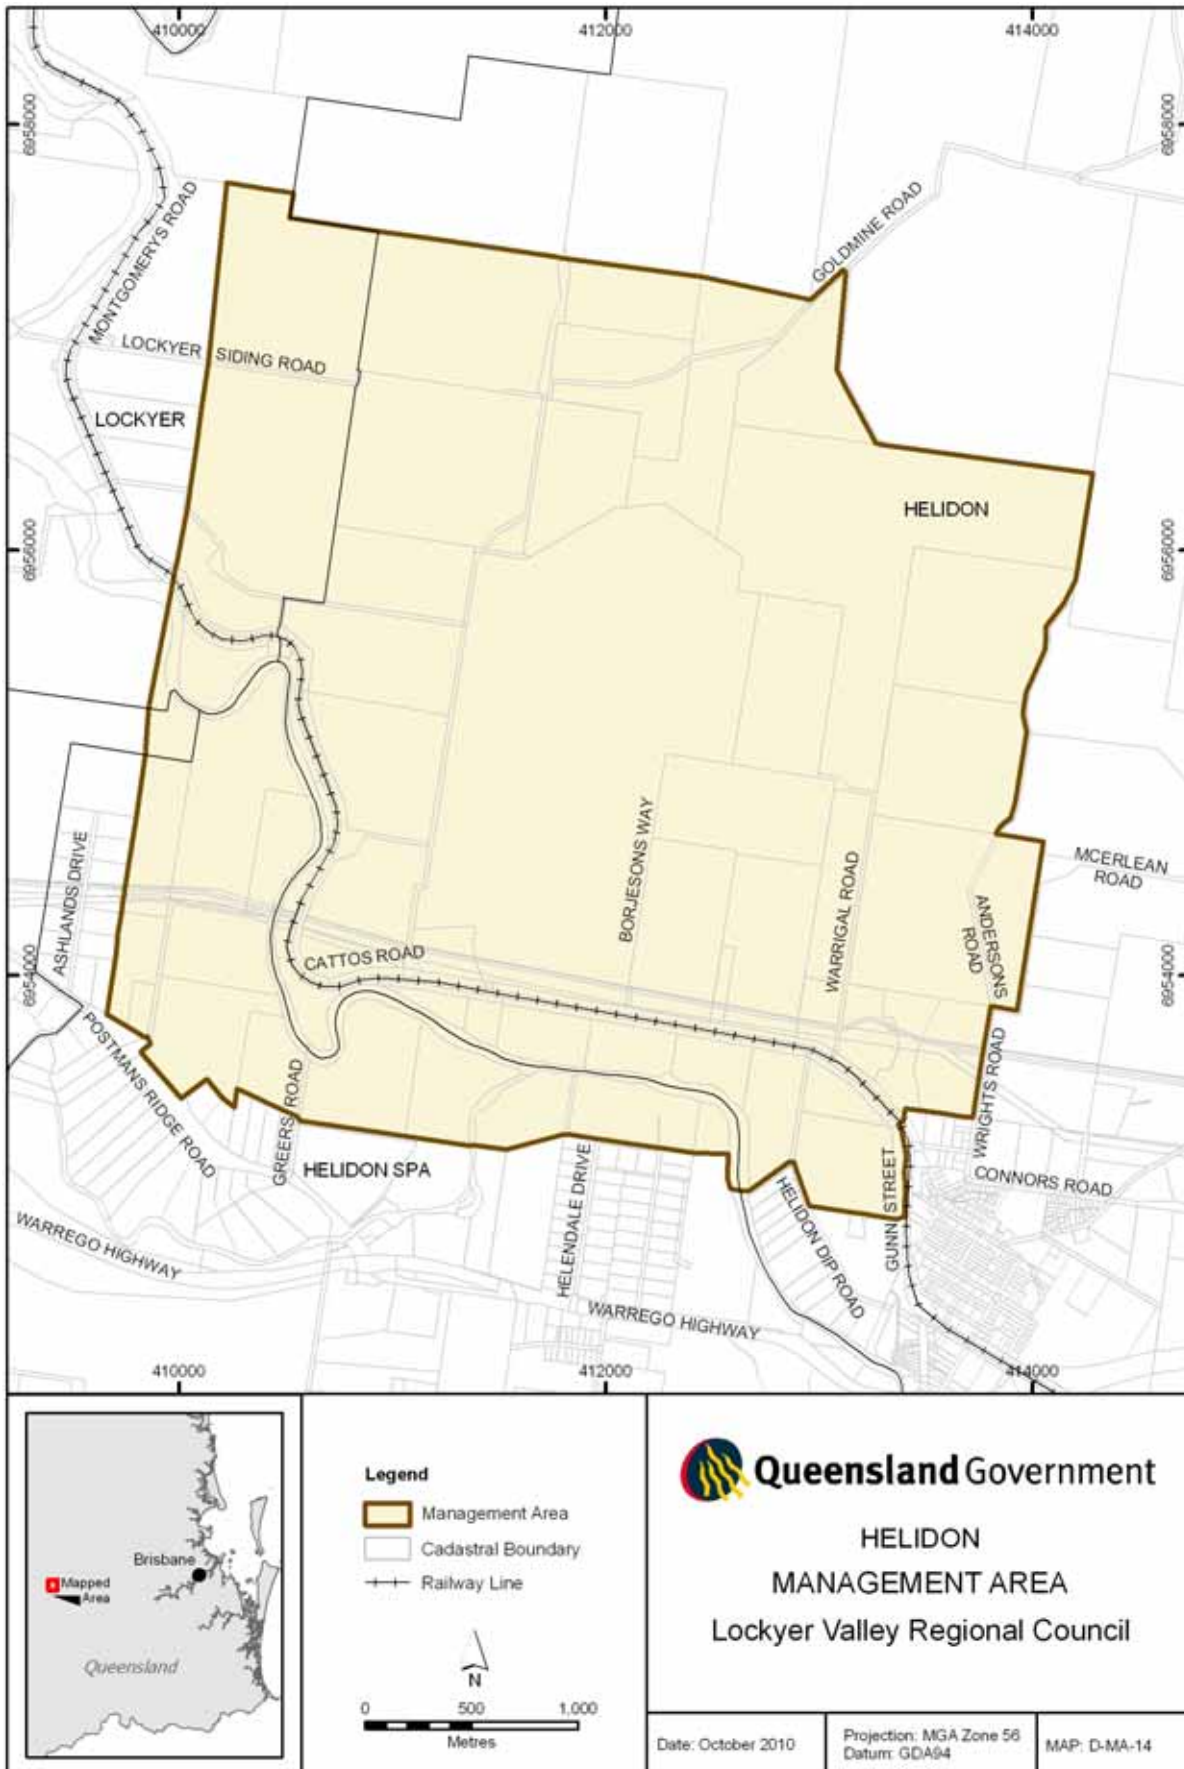 410000
412000
414000
6958000
6958000
MONTGOMERYS ROAD
GOLDMINE ROAD
LOCKYER SIDING ROAD
LOCKYER
HELIDON
6956000
6956000
BORJESONS WAY
WARRIGAL ROAD
MCERLEAN
ROAD
ASHLANDS DRIVE
ANDERSONS
ROAD
CATTOS ROAD
6954000
6954000
POSTMANS RIDGE ROAD
GREERS ROAD
WRIGHTS ROAD
HELIDON SPA
CONNORS ROAD
HELENDALE DRIVE
HELIDON DIP ROAD
GUNN STREET
WARREGO HIGHWAY
WARREGO HIGHWAY
410000
412000
414000
Brisbane
Mapped
Area
Queensland
Legend
Management Area
Cadastral Boundary
Railway Line
N
0 500 1,000
Metres
Queensland Government
HELIDON
MANAGEMENT AREA
Lockyer Valley Regional Council
Date: October 2010
Projection: MGA Zone 56
Datum: GDA94
MAP: D-MA-14